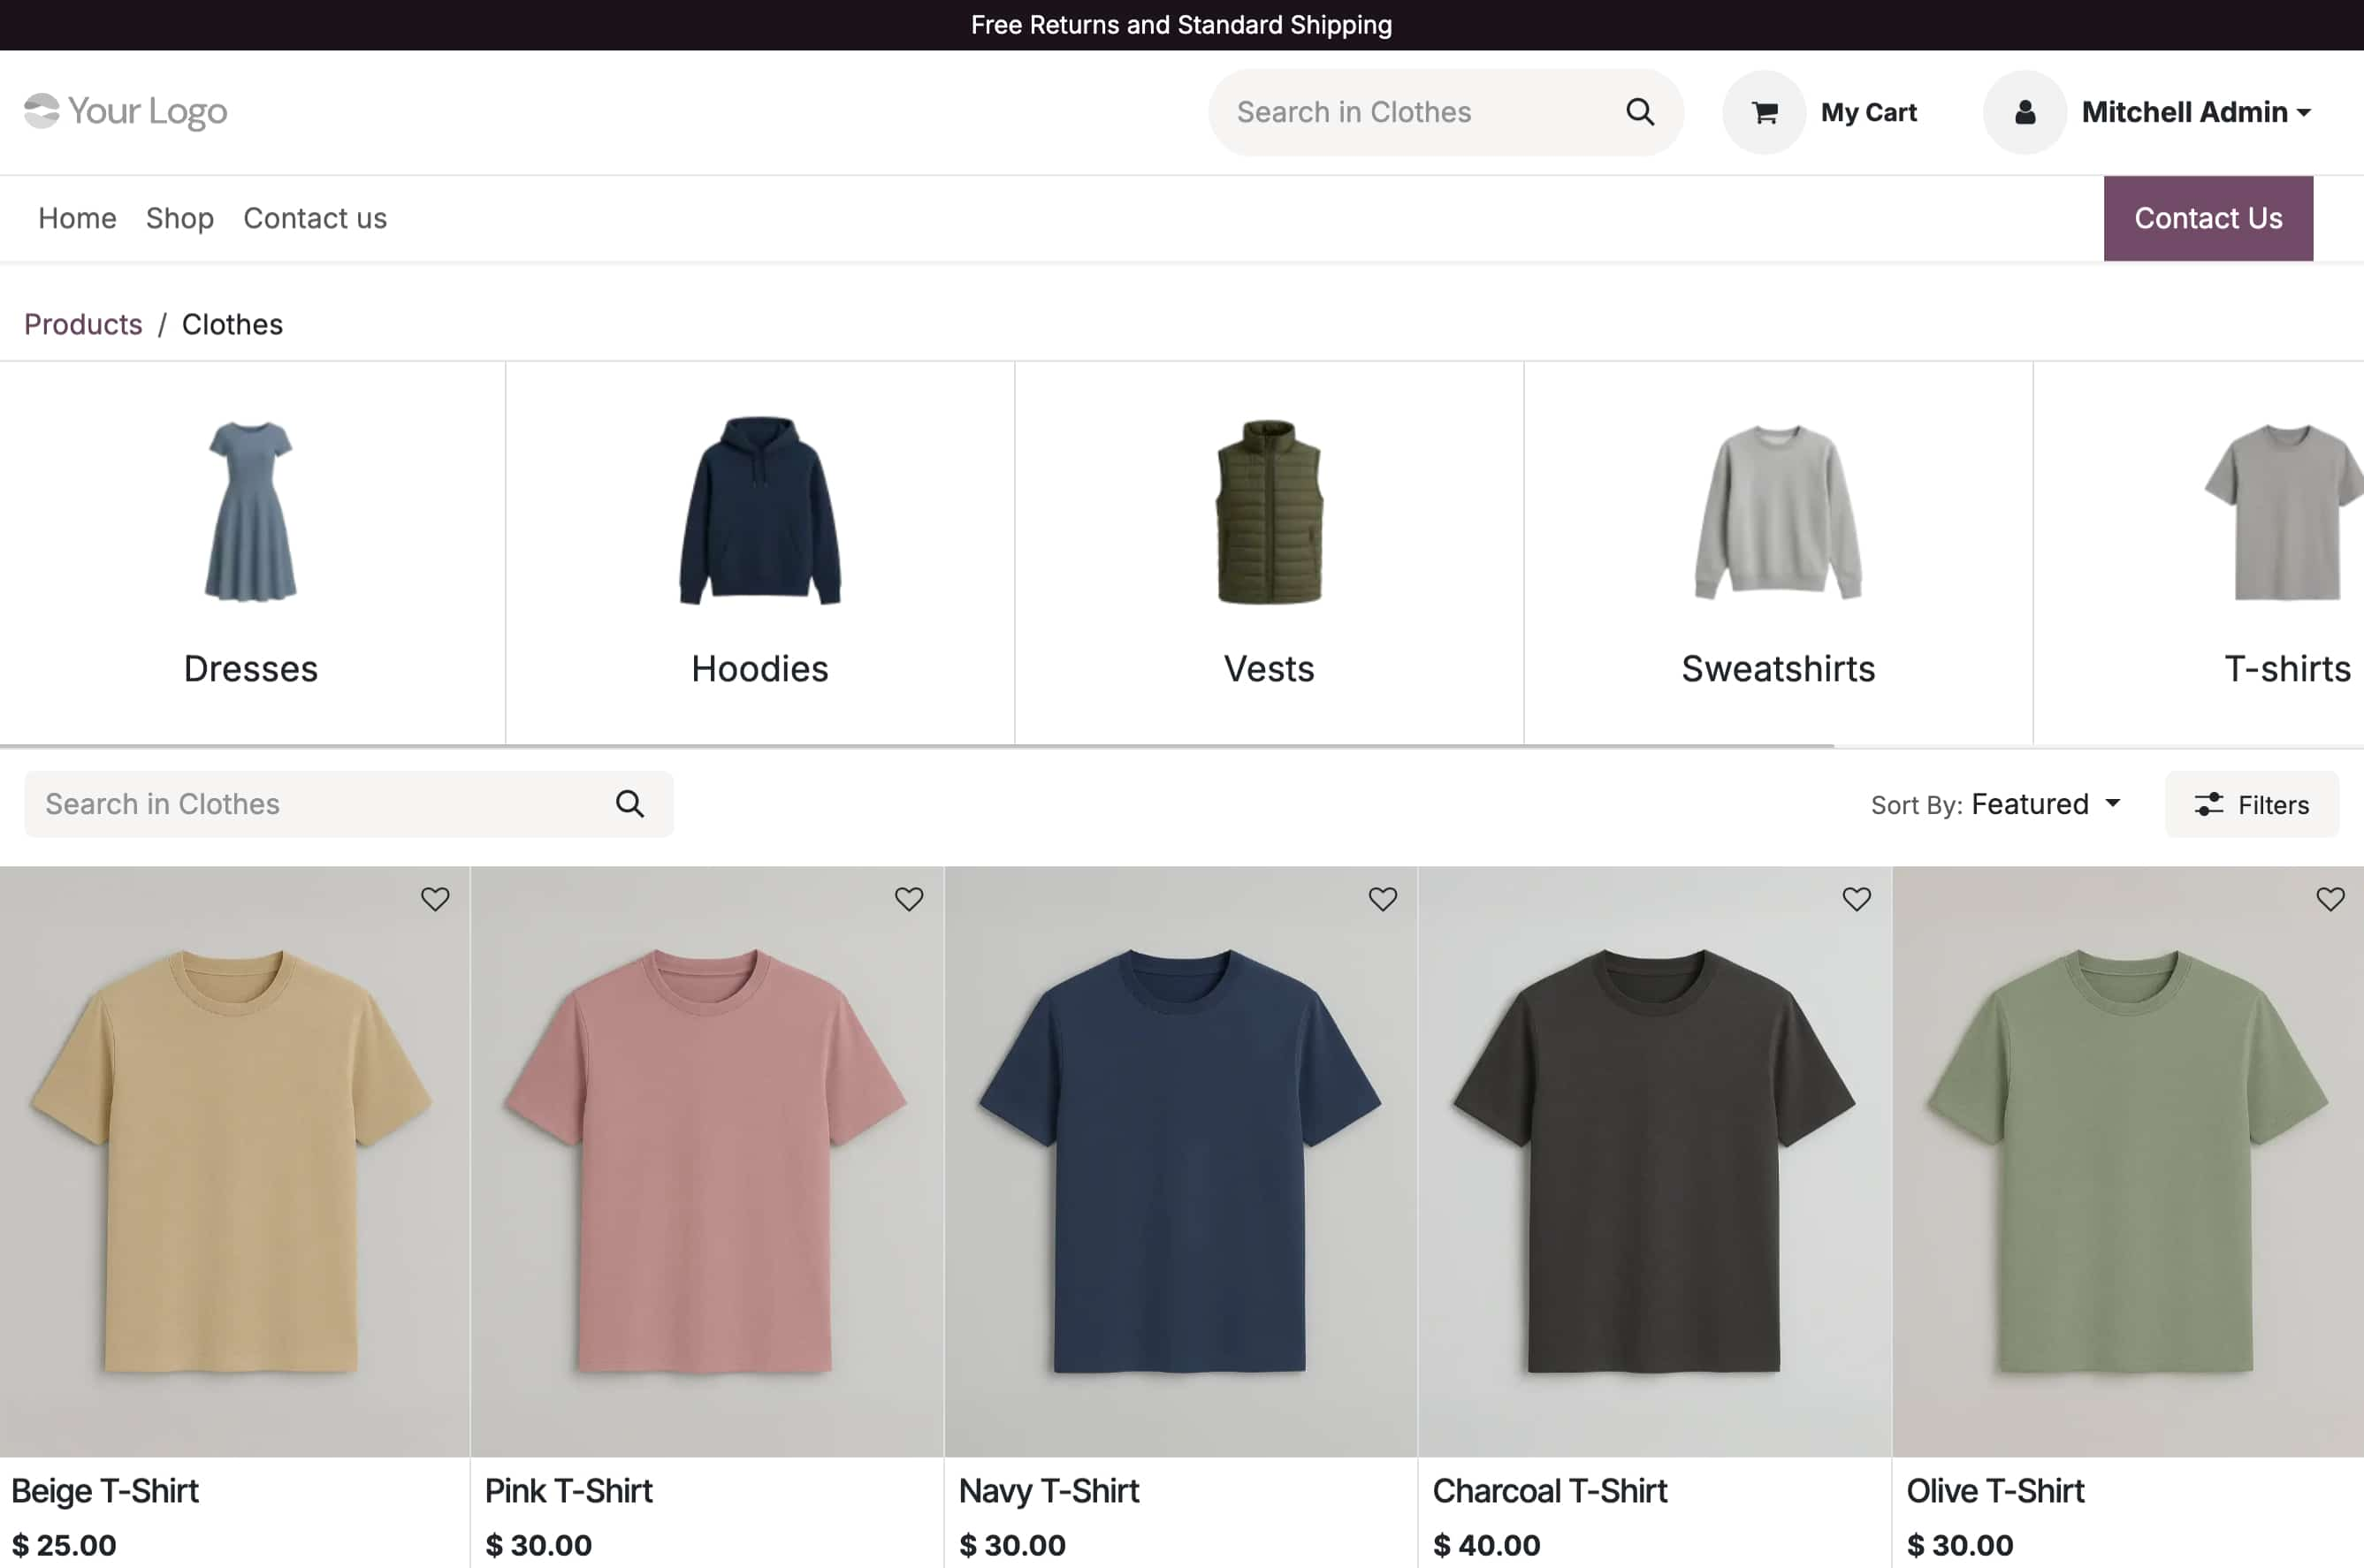 Free Returns and Standard Shipping
Your Logo
Search in Clothes
My Cart
Mitchell Admin
Home
Shop
Contact us
Contact Us
Products / Clothes
Dresses
Hoodies
Vests
Sweatshirts
T-shirts
Search in Clothes
Sort By: Featured
Filters
Beige T-Shirt
$ 25.00
Pink T-Shirt
$ 30.00
Navy T-Shirt
$ 30.00
Charcoal T-Shirt
$ 40.00
Olive T-Shirt
$ 30.00